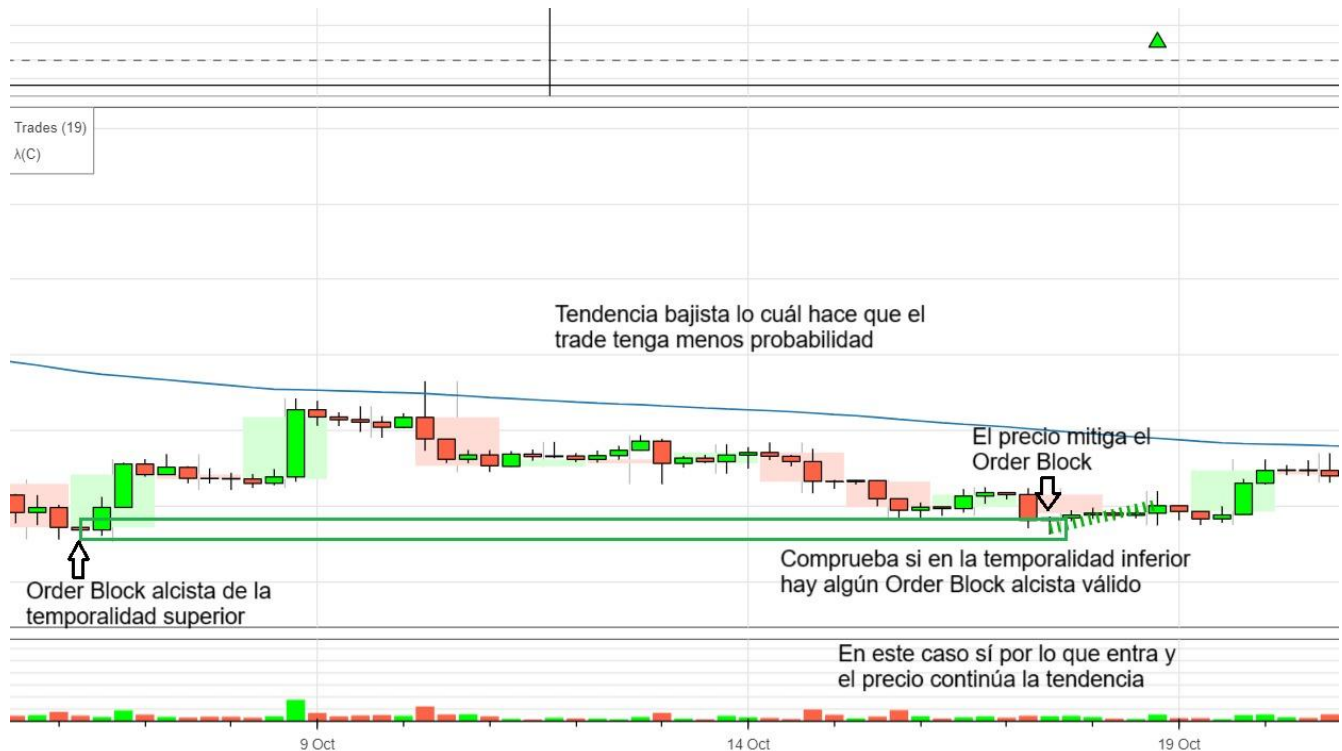 Trades (19)
λ(C)
Tendencia bajista lo cuál hace que el
trade tenga menos probabilidad
El precio mitiga el
Order Block
Comprueba si en la temporalidad inferior
hay algún Order Block alcista válido
Order Block alcista de la
temporalidad superior
En este caso sí por lo que entra y
el precio continúa la tendencia
9 Oct
14 Oct
19 Oct